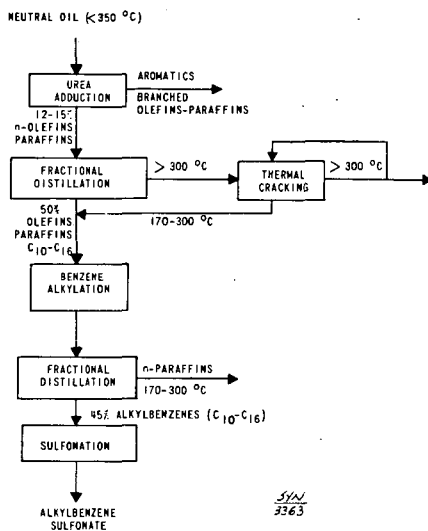 NEUTRAL OIL (<350 °C)
UREA
ADDUCTION
AROMATICS
BRANCHED
OLEFINS-PARAFFINS
12-15%
n-OLEFINS
PARAFFINS
FRACTIONAL
DISTILLATION
> 300 °C
THERMAL
CRACKING
> 300 °C
170-300 °C
50%
OLEFINS
PARAFFINS
C10-C16
BENZENE
ALKYLATION
FRACTIONAL
DISTILLATION
n-PARAFFINS
170-300 °C
45% ALKYLBENZENES (C10-C16)
SULFONATION
ALKYLBENZENE
SULFONATE
SYN
3363